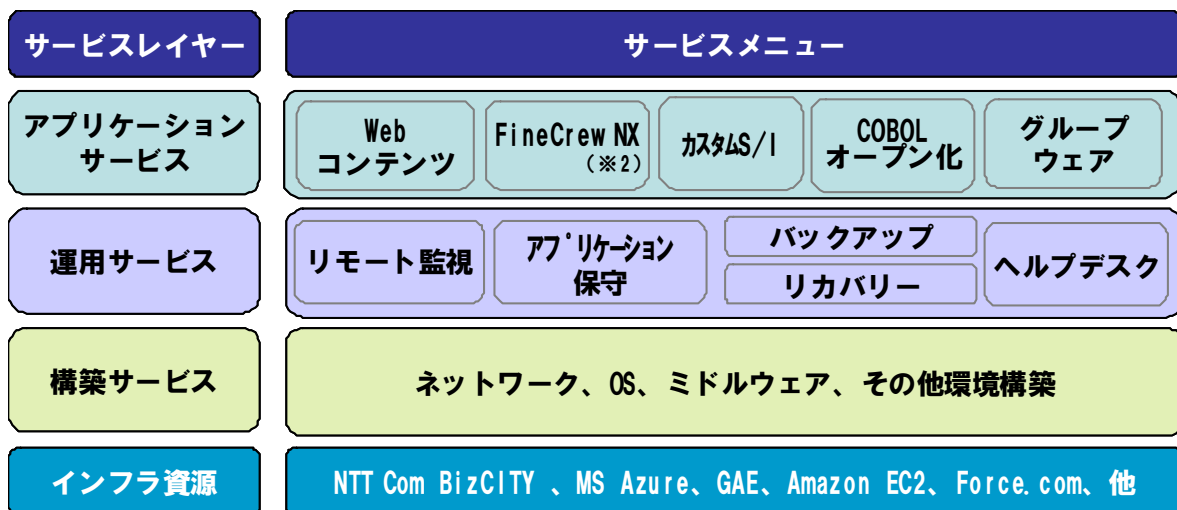 サービスレイヤー
サービスメニュー
アプリケーション
サービス
Web
コンテンツ
FineCrew NX
(※2)
カスタムS/I
COBOL
オープン化
グループ
ウェア
運用サービス
リモート監視
アプリケーション
保守
バックアップ
リカバリー
ヘルプデスク
構築サービス
ネットワーク、OS、ミドルウェア、その他環境構築
インフラ資源
NTT Com BizCITY 、MS Azure、GAE、Amazon EC2、Force.com、他